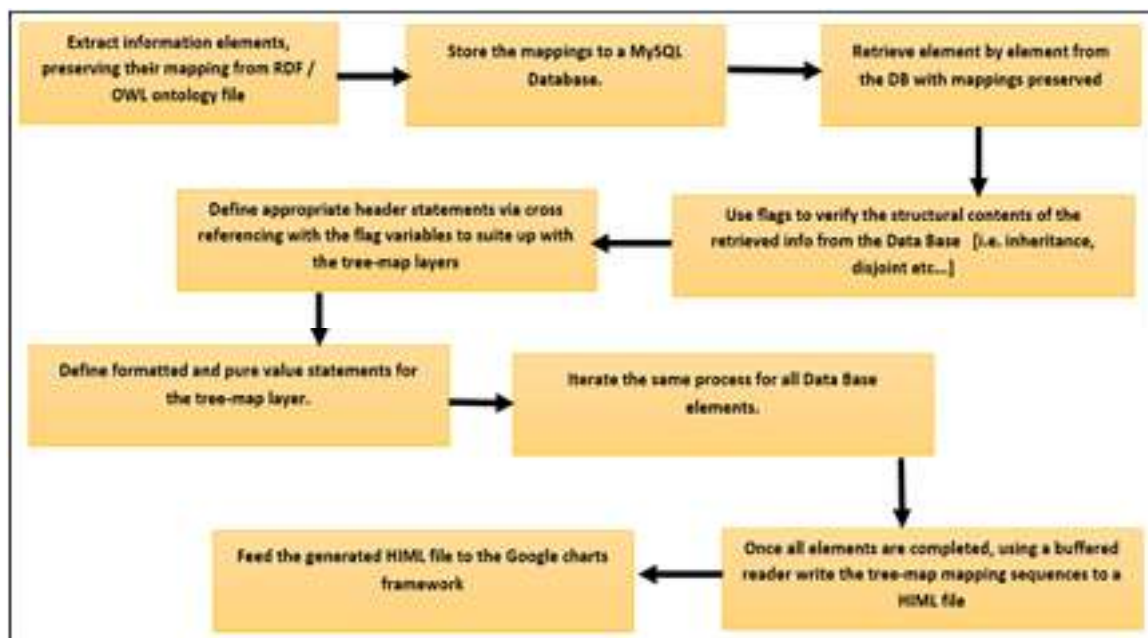 Extract information elements,
preserving their mapping from RDF /
OWL ontology file
Store the mappings to a MySQL
Database.
Retrieve element by element from
the DB with mappings preserved
Use flags to verify the structural contents of the
retrieved info from the Data Base [i.e. inheritance,
disjoint etc...]
Define appropriate header statements via cross
referencing with the flag variables to suite up with
the tree-map layers
Define formatted and pure value statements for
the tree-map layer.
Iterate the same process for all Data Base
elements.
Once all elements are completed, using a buffered
reader write the tree-map mapping sequences to a
HIML file
Feed the generated HIML file to the Google charts
framework